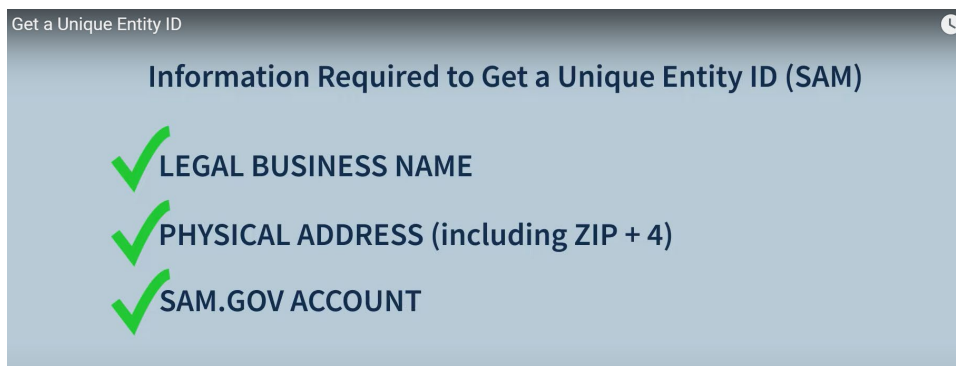 Get a Unique Entity ID
Information Required to Get a Unique Entity ID (SAM)
LEGAL BUSINESS NAME
PHYSICAL ADDRESS (including ZIP + 4)
SAM.GOV ACCOUNT